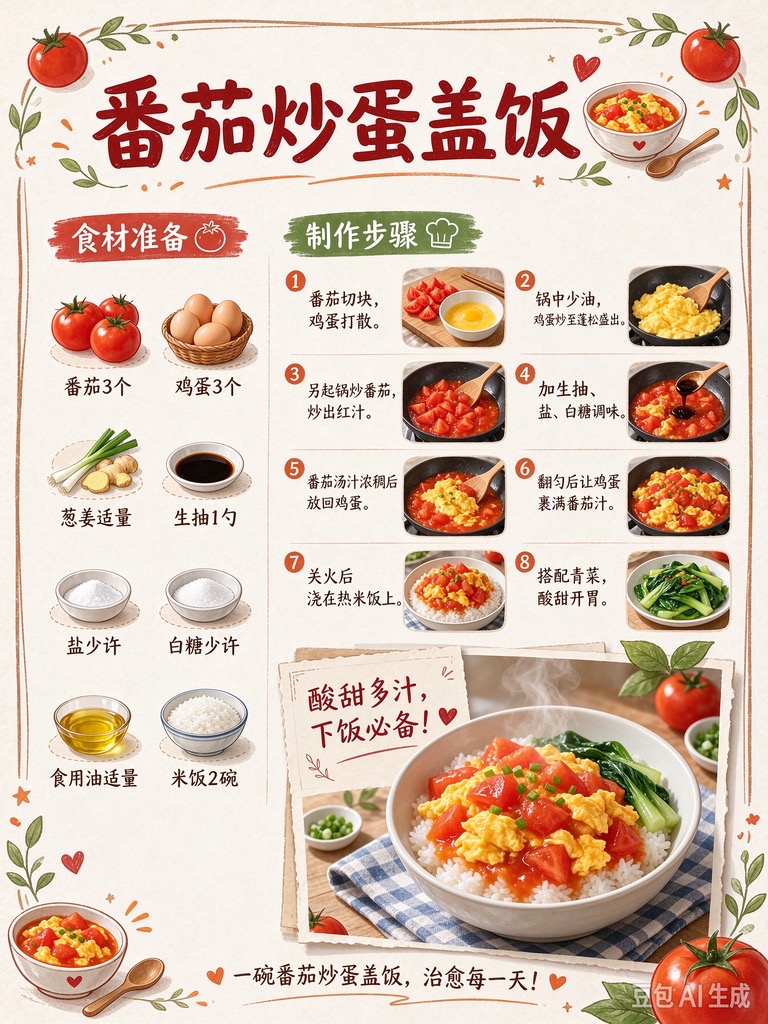 番茄炒蛋盖饭
食材准备
番茄3个
鸡蛋3个
葱姜适量
生抽1勺
盐少许
白糖少许
食用油适量
米饭2碗
制作步骤
1
番茄切块，
鸡蛋打散。
2
锅中少油，
鸡蛋炒至蓬松盛出。
3
另起锅炒番茄，
炒出红汁。
4
加生抽、
盐、白糖调味。
5
番茄汤汁浓稠后
放回鸡蛋。
6
翻匀后让鸡蛋
裹满番茄汁。
7
关火后
浇在热米饭上。
8
搭配青菜，
酸甜开胃。
酸甜多汁，
下饭必备！
一碗番茄炒蛋盖饭，治愈每一天！
豆包AI生成